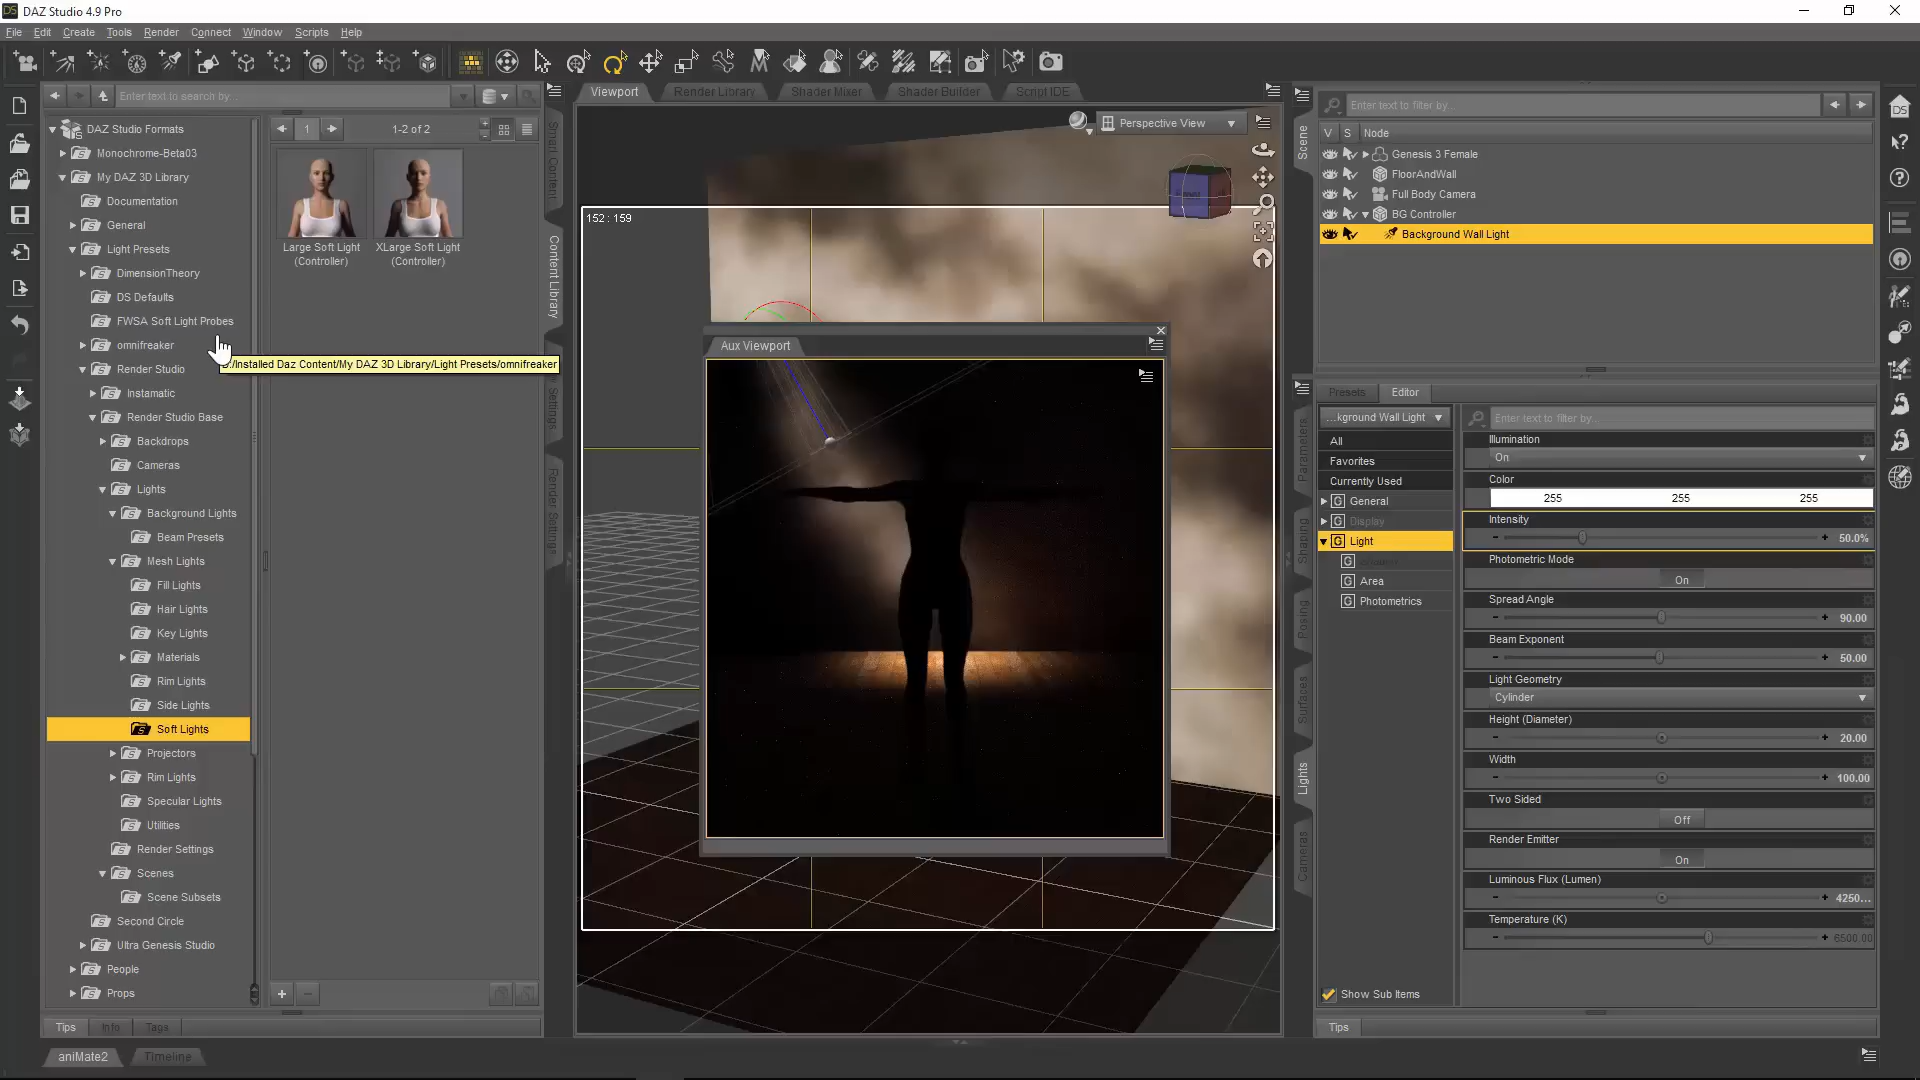 DAZ Studio 4.9 Pro
File Edit Create Tools Render Connect Window Scripts Help
Enter text to search by...
DAZ Studio Formats
Monochrome-Beta03
My DAZ 3D Library
Documentation
General
Light Presets
DimensionTheory
DS Defaults
FWSA Soft Light Probes
omnifreaker
:/Installed Daz Content/My DAZ 3D Library/Light Presets/omnifreaker
Render Studio
Instamatic
Render Studio Base
Backdrops
Cameras
Lights
Background Lights
Beam Presets
Mesh Lights
Fill Lights
Hair Lights
Key Lights
Materials
Rim Lights
Side Lights
Soft Lights
Projectors
Rim Lights
Specular Lights
Utilities
Render Settings
Scenes
Scene Subsets
Second Circle
Ultra Genesis Studio
People
Props
Tips Info Tags
aniMate2 Timeline
1
1-2 of 2
Large Soft Light
(Controller)
XLarge Soft Light
(Controller)
Smart Content
Content Library
Settings
Render Settings
Viewport Render Library Shader Mixer Shader Builder Script IDE
Perspective View
152 : 159
Aux Viewport
Scene
Enter text to filter by...
V S Node
Genesis 3 Female
FloorAndWall
Full Body Camera
BG Controller
Background Wall Light
Parameters
Shaping
Posing
Surfaces
Lights
Cameras
Presets Editor
...kground Wall Light
Enter text to filter by...
All
Favorites
Currently Used
General
Display
Light
Area
Photometrics
Show Sub Items
Tips
Illumination
On
Color
255 255 255
Intensity
50.0%
Photometric Mode
On
Spread Angle
90.00
Beam Exponent
50.00
Light Geometry
Cylinder
Height (Diameter)
20.00
Width
100.00
Two Sided
Off
Render Emitter
On
Luminous Flux (Lumen)
4250...
Temperature (K)
6500.00